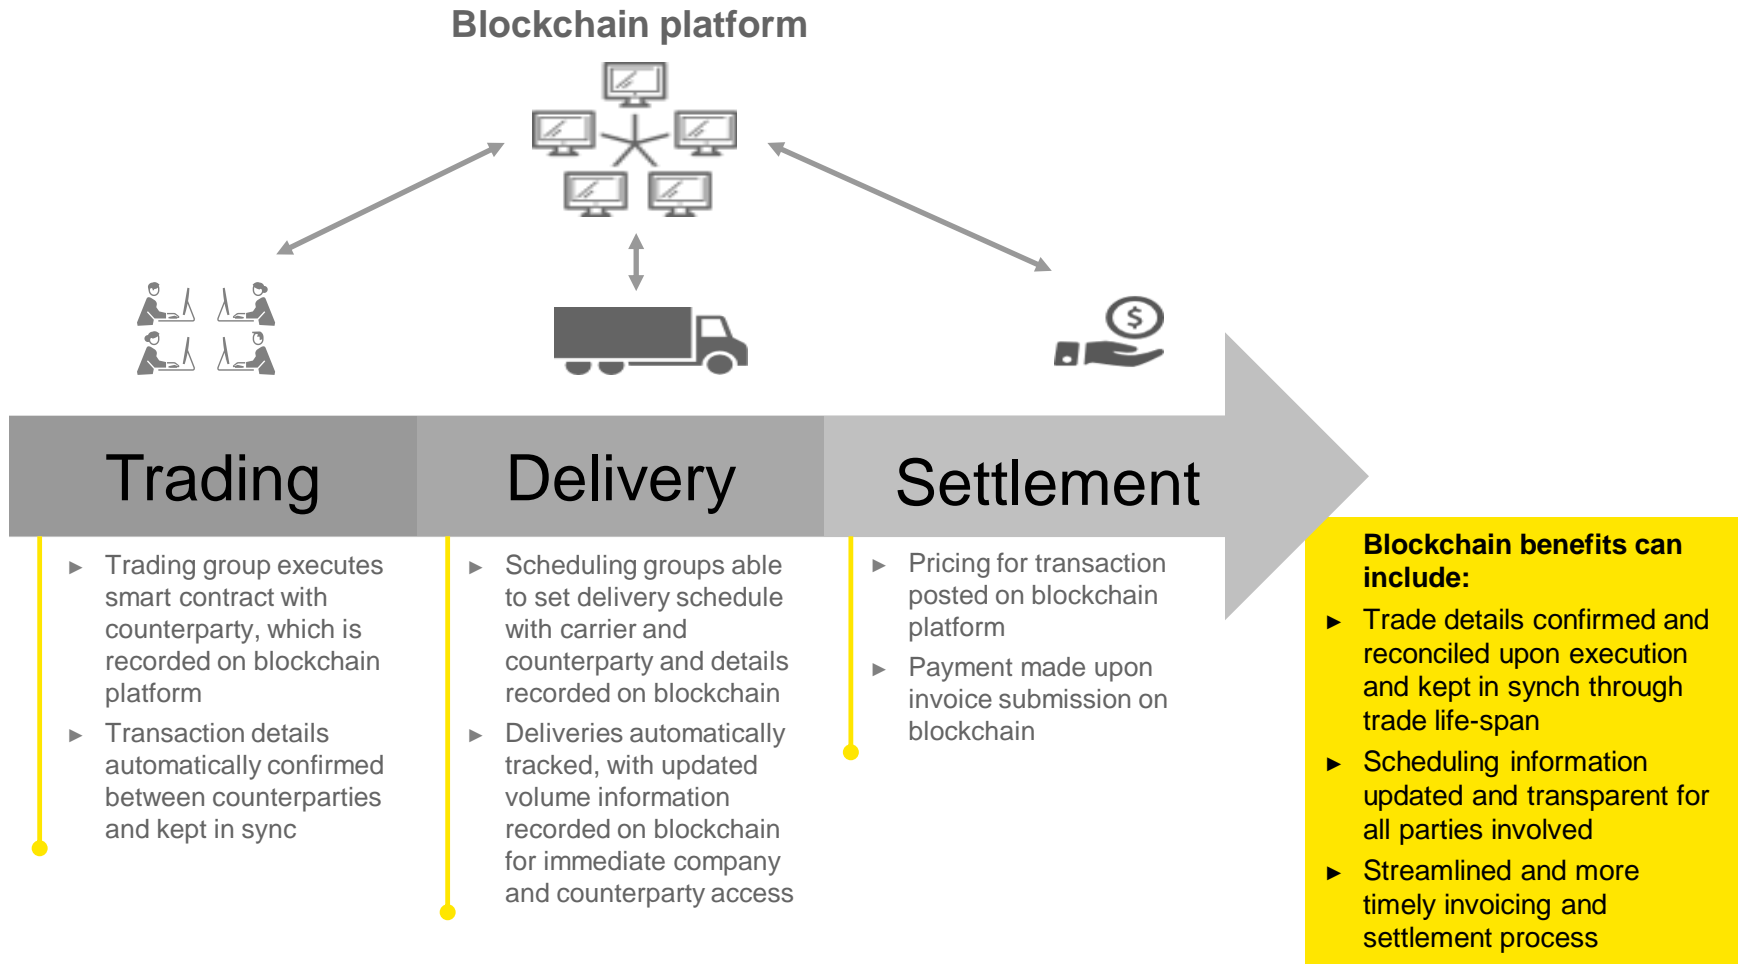 Blockchain platform
$
Trading
Delivery
Settlement
► Trading group executes
smart contract with
counterparty, which is
recorded on blockchain
platform
► Transaction details
automatically confirmed
between counterparties
and kept in sync
► Scheduling groups able
to set delivery schedule
with carrier and
counterparty and details
recorded on blockchain
► Deliveries automatically
tracked, with updated
volume information
recorded on blockchain
for immediate company
and counterparty access
► Pricing for transaction
posted on blockchain
platform
► Payment made upon
invoice submission on
blockchain
Blockchain benefits can
include:
► Trade details confirmed and
reconciled upon execution
and kept in synch through
trade life-span
► Scheduling information
updated and transparent for
all parties involved
► Streamlined and more
timely invoicing and
settlement process